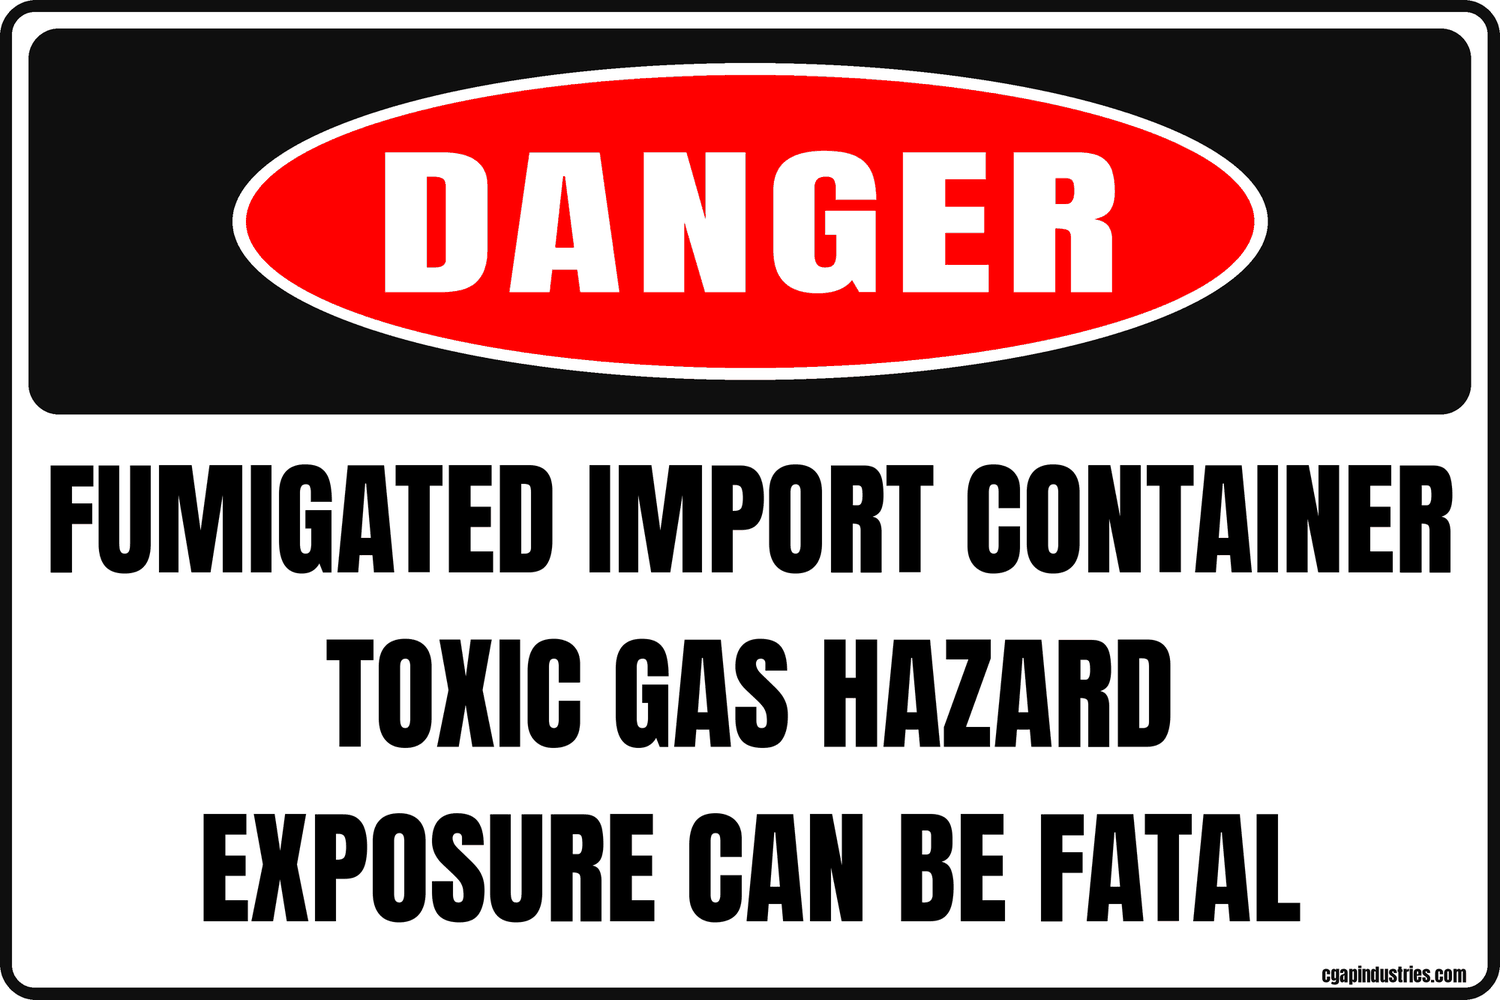 DANGER
FUMIGATED IMPORT CONTAINER
TOXIC GAS HAZARD
EXPOSURE CAN BE FATAL
cgapindustries.com